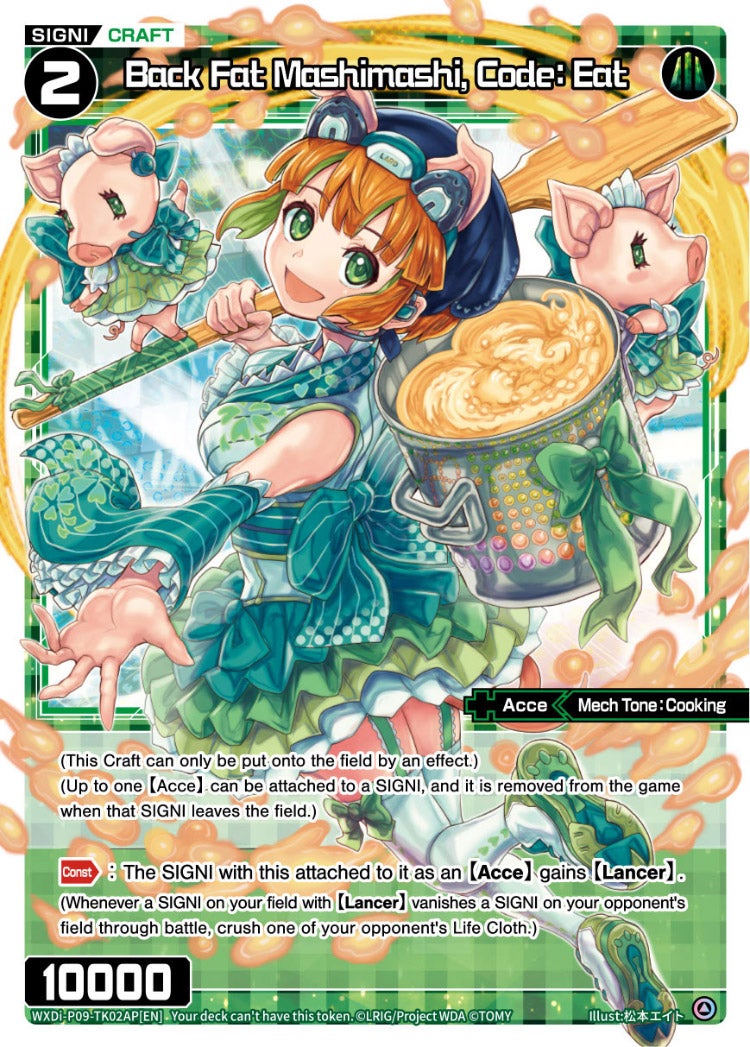 SIGNI CRAFT
2
Back Fat Mashimashi, Code: Eat
LARD
Acce Mech Tone:Cooking
(This Craft can only be put onto the field by an effect.)
(Up to one【Acce】can be attached to a SIGNI, and it is removed from the game
when that SIGNI leaves the field.)
Const : The SIGNI with this attached to it as an【Acce】gains【Lancer】.
(Whenever a SIGNI on your field with【Lancer】vanishes a SIGNI on your opponent's
field through battle, crush one of your opponent's Life Cloth.)
10000
WXDi-P09-TK02AP[EN] Your deck can't have this token. ©LRIG/Project WDA ©TOMY Illust:松本エイト